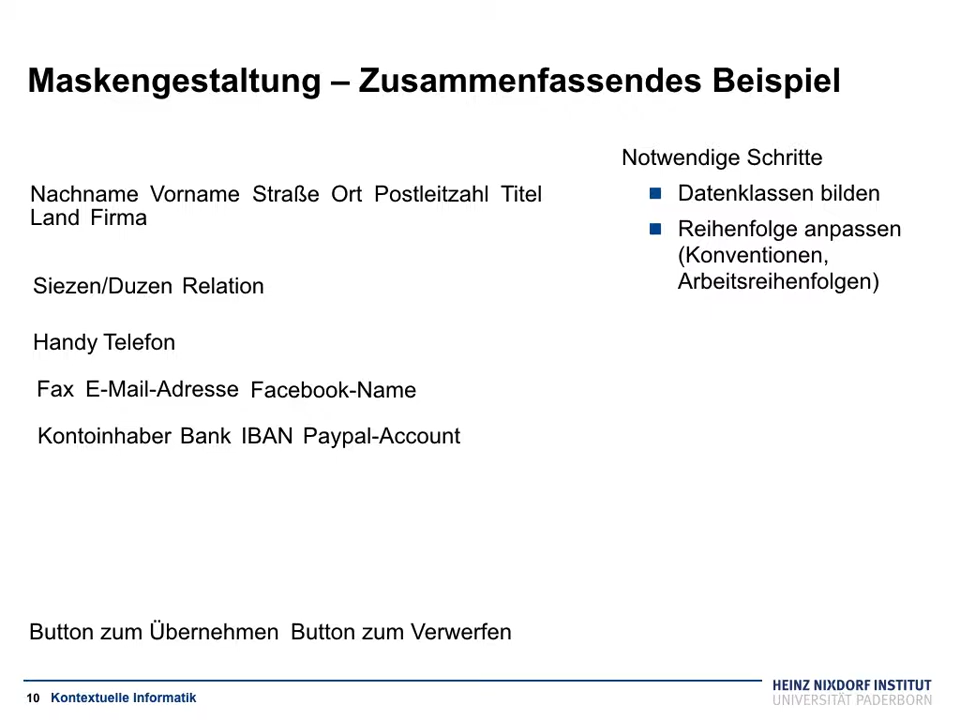 Maskengestaltung – Zusammenfassendes Beispiel
Nachname Vorname Straße Ort Postleitzahl Titel
Land Firma
Siezen/Duzen Relation
Handy Telefon
Fax E-Mail-Adresse Facebook-Name
Kontoinhaber Bank IBAN Paypal-Account
Button zum Übernehmen Button zum Verwerfen
Notwendige Schritte
Datenklassen bilden
Reihenfolge anpassen
(Konventionen,
Arbeitsreihenfolgen)
10 Kontextuelle Informatik
HEINZ NIXDORF INSTITUT
UNIVERSITÄT PADERBORN